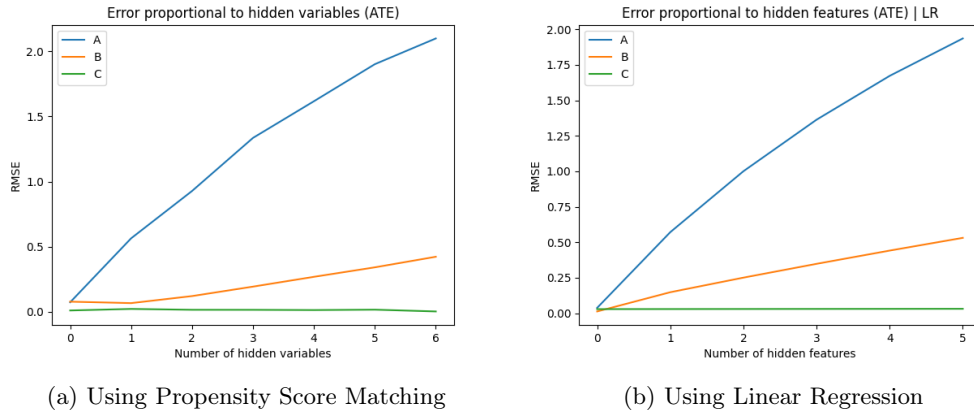 Error proportional to hidden variables (ATE)
A
B
C
RMSE
2.0
1.5
1.0
0.5
0.0
0 1 2 3 4 5 6
Number of hidden variables
(a) Using Propensity Score Matching
Error proportional to hidden features (ATE) | LR
A
B
C
RMSE
2.00
1.75
1.50
1.25
1.00
0.75
0.50
0.25
0.00
0 1 2 3 4 5
Number of hidden features
(b) Using Linear Regression